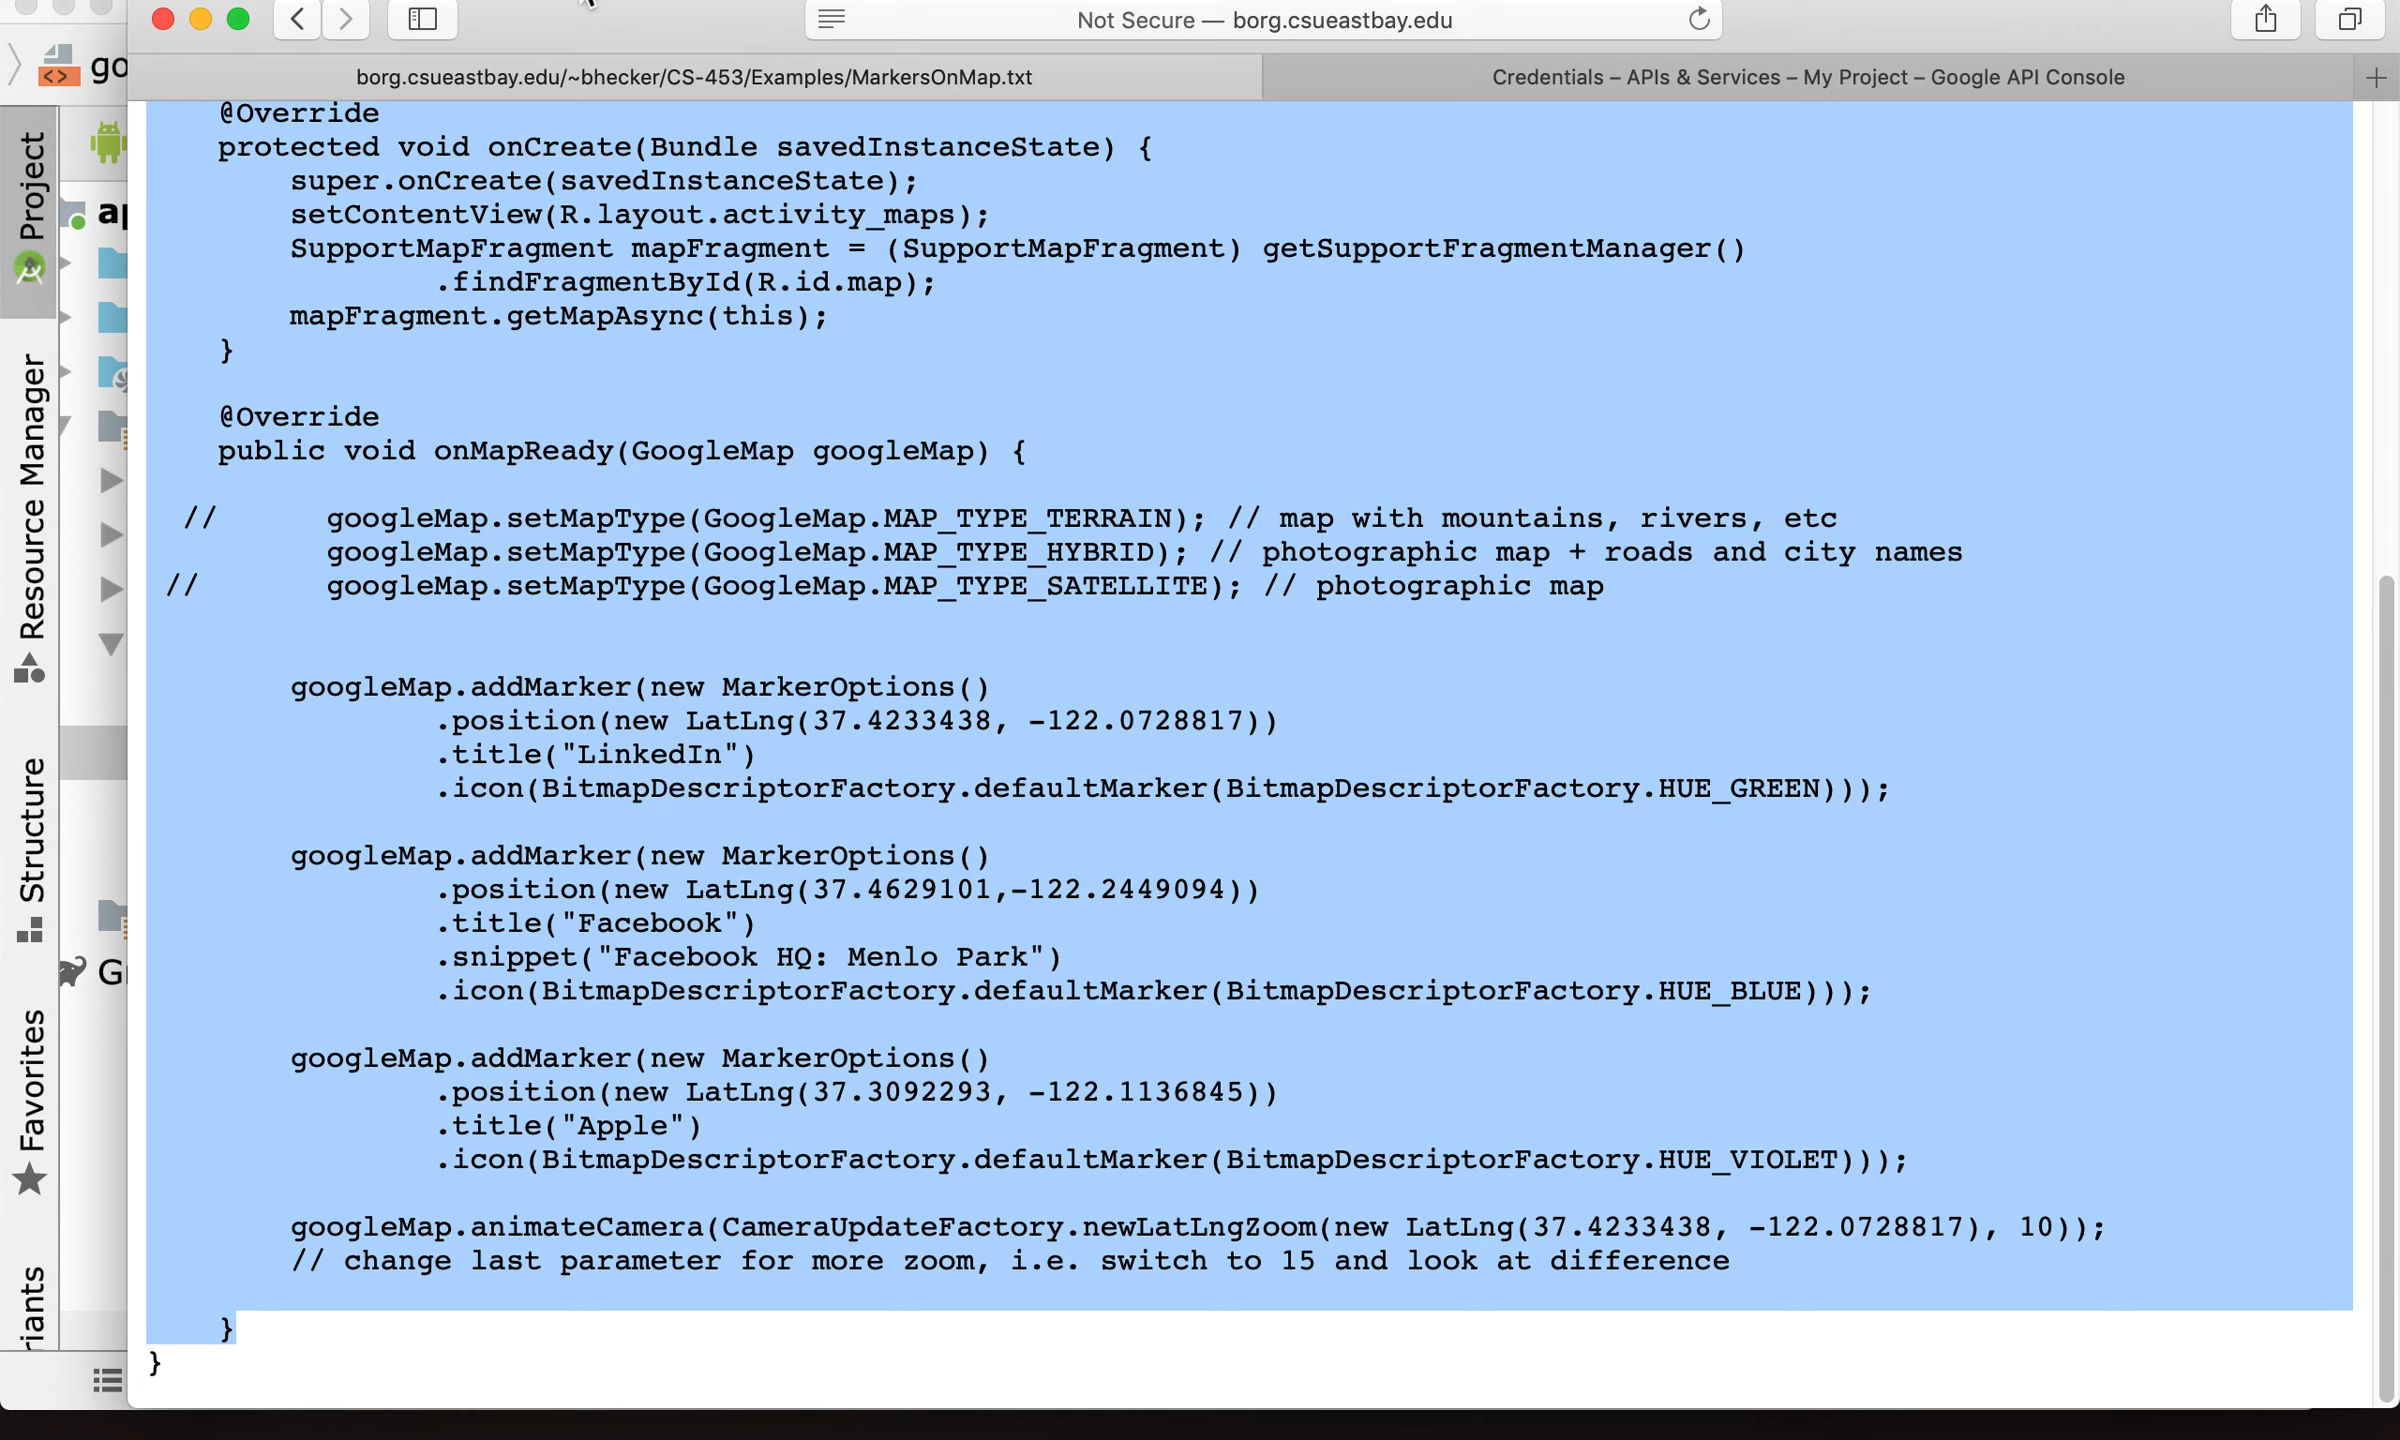 Not Secure — borg.csueastbay.edu
go
borg.csueastbay.edu/~bhecker/CS-453/Examples/MarkersOnMap.txt
Credentials – APIs & Services – My Project – Google API Console
Project
Resource Manager
Structure
Favorites
@Override
protected void onCreate(Bundle savedInstanceState) {
super.onCreate(savedInstanceState);
setContentView(R.layout.activity_maps);
SupportMapFragment mapFragment = (SupportMapFragment) getSupportFragmentManager()
.findFragmentById(R.id.map);
mapFragment.getMapAsync(this);
}
@Override
public void onMapReady(GoogleMap googleMap) {
// googleMap.setMapType(GoogleMap.MAP_TYPE_TERRAIN); // map with mountains, rivers, etc
googleMap.setMapType(GoogleMap.MAP_TYPE_HYBRID); // photographic map + roads and city names
// googleMap.setMapType(GoogleMap.MAP_TYPE_SATELLITE); // photographic map
googleMap.addMarker(new MarkerOptions()
.position(new LatLng(37.4233438, -122.0728817))
.title("LinkedIn")
.icon(BitmapDescriptorFactory.defaultMarker(BitmapDescriptorFactory.HUE_GREEN)));
googleMap.addMarker(new MarkerOptions()
.position(new LatLng(37.4629101,-122.2449094))
.title("Facebook")
.snippet("Facebook HQ: Menlo Park")
.icon(BitmapDescriptorFactory.defaultMarker(BitmapDescriptorFactory.HUE_BLUE)));
googleMap.addMarker(new MarkerOptions()
.position(new LatLng(37.3092293, -122.1136845))
.title("Apple")
.icon(BitmapDescriptorFactory.defaultMarker(BitmapDescriptorFactory.HUE_VIOLET)));
googleMap.animateCamera(CameraUpdateFactory.newLatLngZoom(new LatLng(37.4233438, -122.0728817), 10));
// change last parameter for more zoom, i.e. switch to 15 and look at difference
}
}